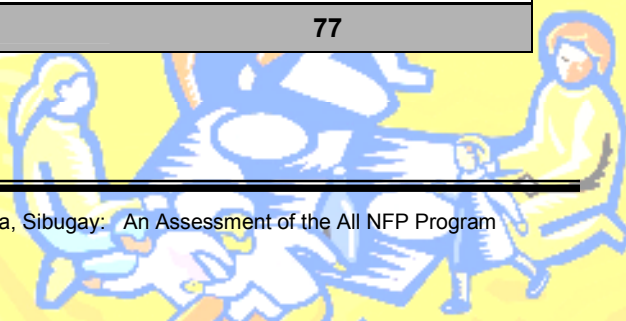 77
a, Sibugay: An Assessment of the All NFP Program